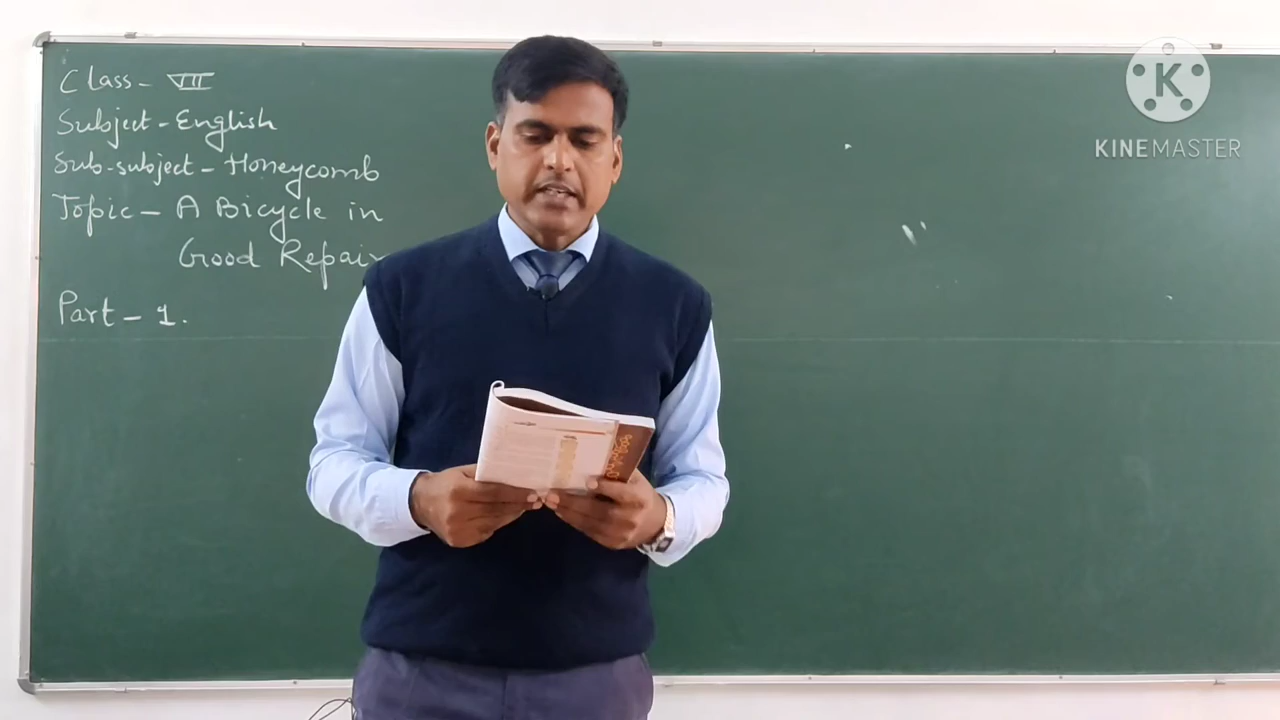 Class - VII
Subject - English
Sub-subject - Honeycomb
Topic - A Bicycle in
Good Repair
Part - 1.
K
KINEMASTER